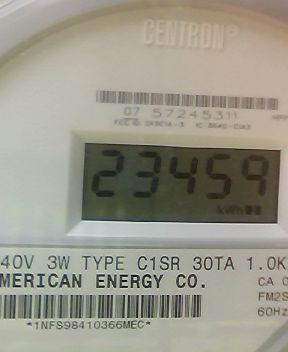 CENTRON®
07 57245311
23459
kWh
40V 3W TYPE C1SR 30TA 1.0K
MERICAN ENERGY CO.
CA 0
FM2S
60Hz
*1NFS98410366MEC*